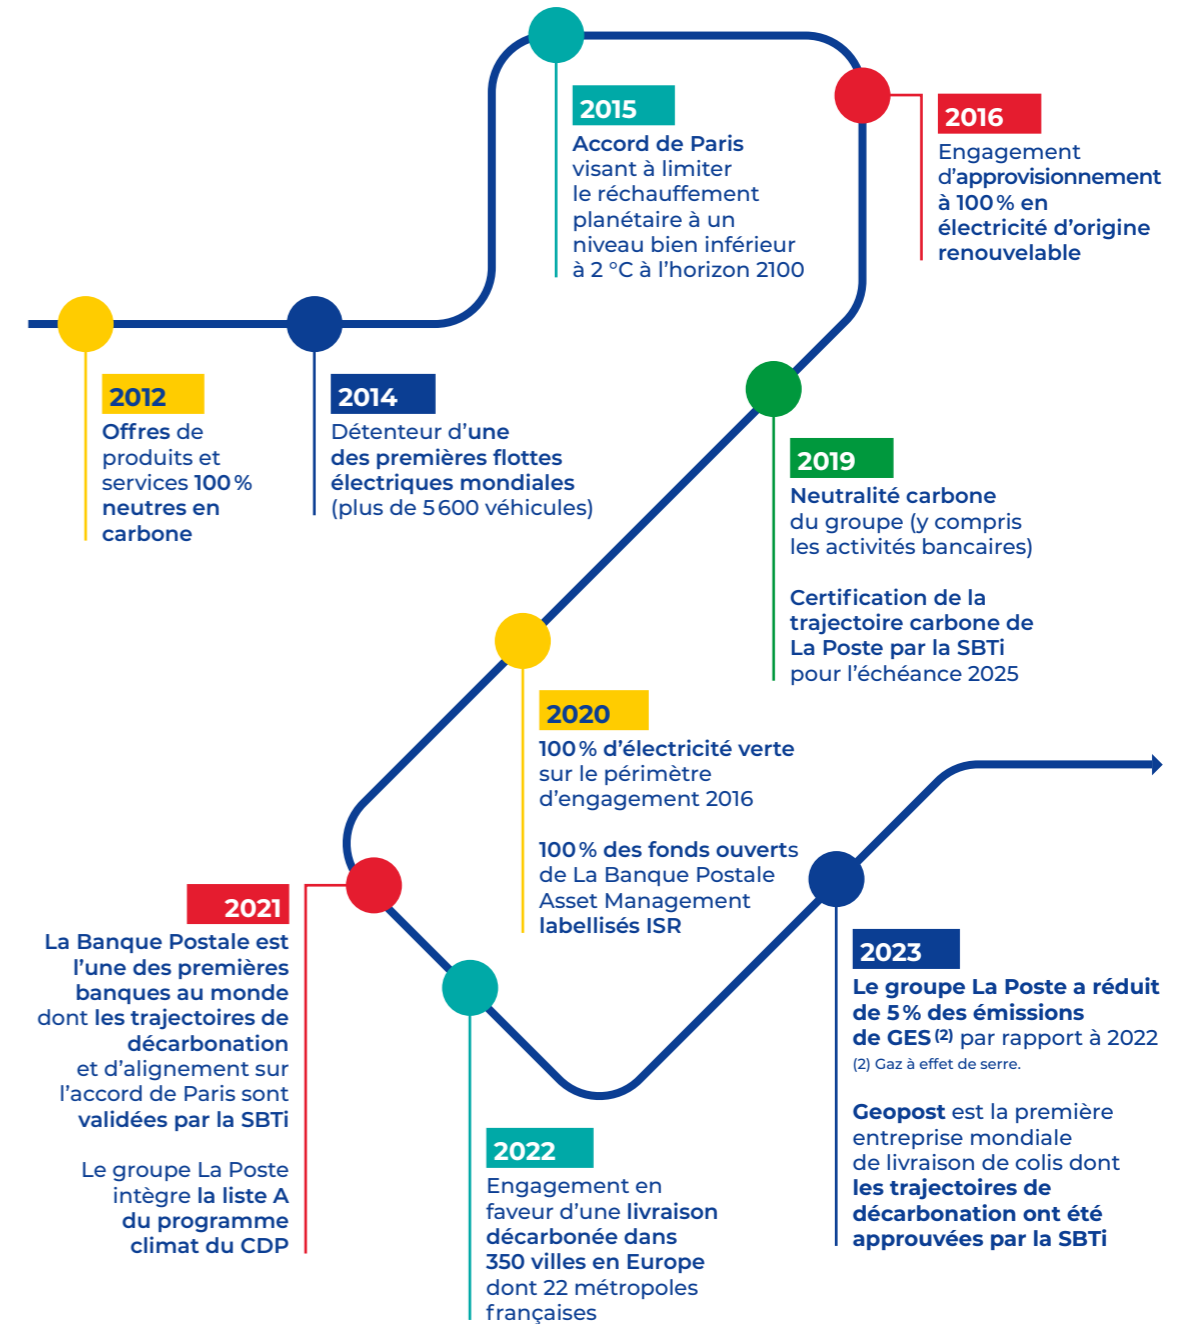 2012
Offres de
produits et
services 100 %
neutres en
carbone
2014
Détenteur d’une
des premières flottes
électriques mondiales
(plus de 5 600 véhicules)
2015
Accord de Paris
visant à limiter
le réchauffement
planétaire à un
niveau bien inférieur
à 2 °C à l’horizon 2100
2016
Engagement
d’approvisionnement
à 100 % en
électricité d’origine
renouvelable
2019
Neutralité carbone
du groupe (y compris
les activités bancaires)
Certification de la
trajectoire carbone de
La Poste par la SBTi
pour l’échéance 2025
2020
100 % d’électricité verte
sur le périmètre
d’engagement 2016
100 % des fonds ouverts
de La Banque Postale
Asset Management
labellisés ISR
2021
La Banque Postale est
l’une des premières
banques au monde
dont les trajectoires de
décarbonation
et d’alignement sur
l’accord de Paris sont
validées par la SBTi
Le groupe La Poste
intègre la liste A
du programme
climat du CDP
2022
Engagement en
faveur d’une livraison
décarbonée dans
350 villes en Europe
dont 22 métropoles
françaises
2023
Le groupe La Poste a réduit
de 5 % des émissions
de GES (2) par rapport à 2022
(2) Gaz à effet de serre.
Geopost est la première
entreprise mondiale
de livraison de colis dont
les trajectoires de
décarbonation ont été
approuvées par la SBTi